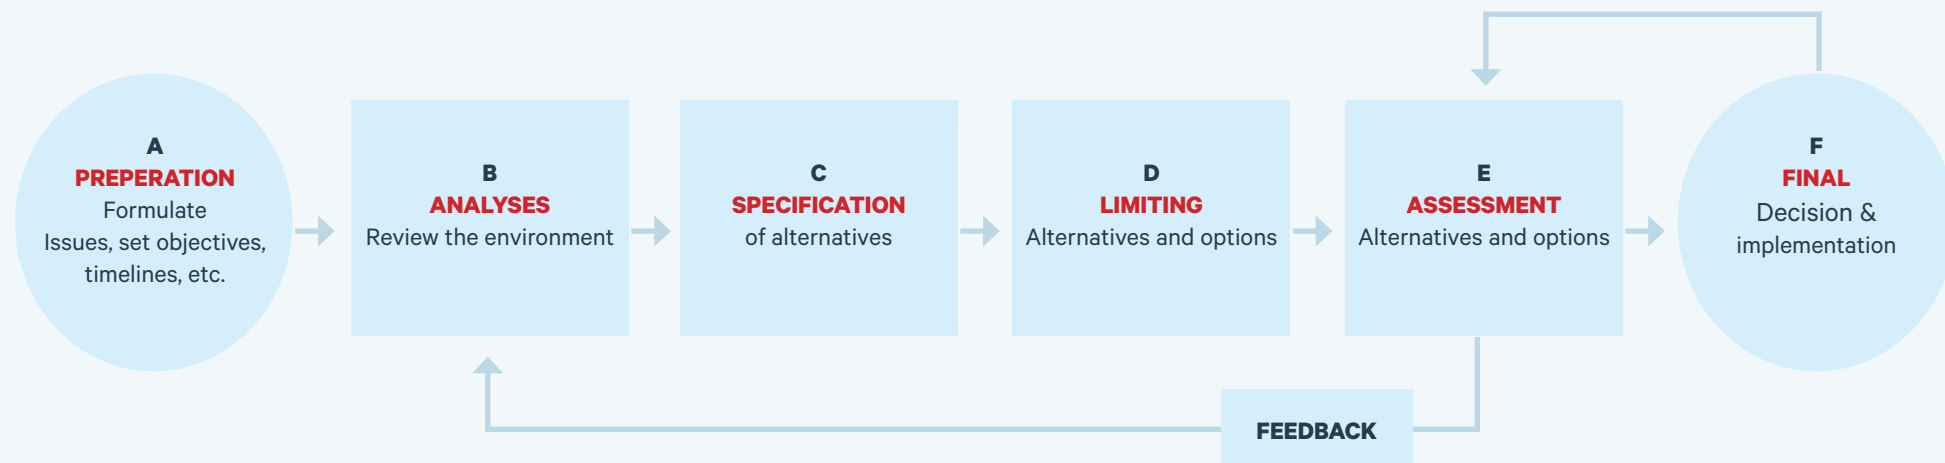 A
PREPERATION
Formulate
Issues, set objectives,
timelines, etc.
B
ANALYSES
Review the environment
C
SPECIFICATION
of alternatives
D
LIMITING
Alternatives and options
E
ASSESSMENT
Alternatives and options
F
FINAL
Decision &
implementation
FEEDBACK